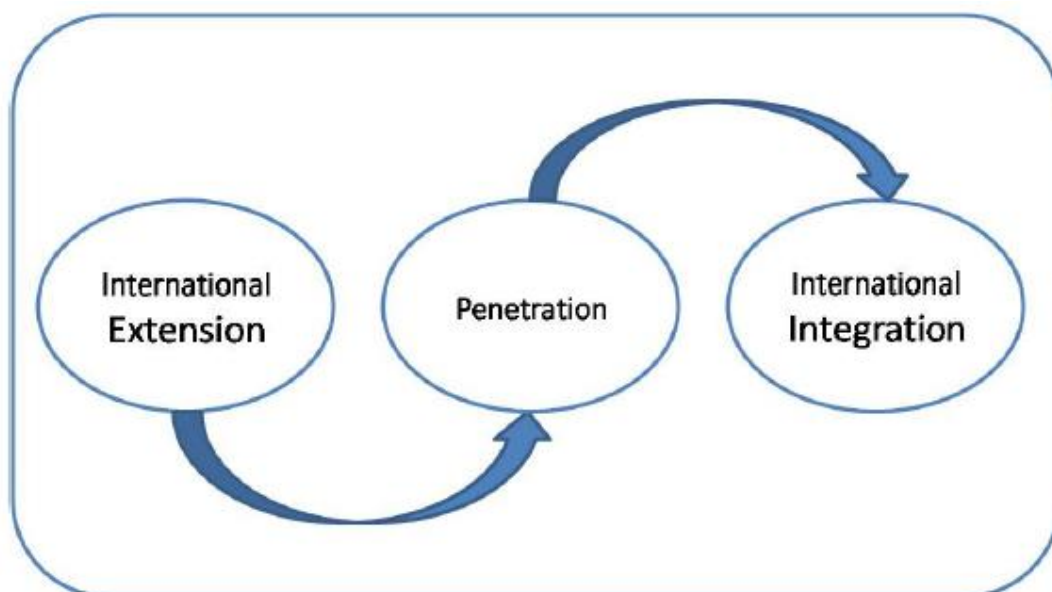 International
Extension
Penetration
International
Integration